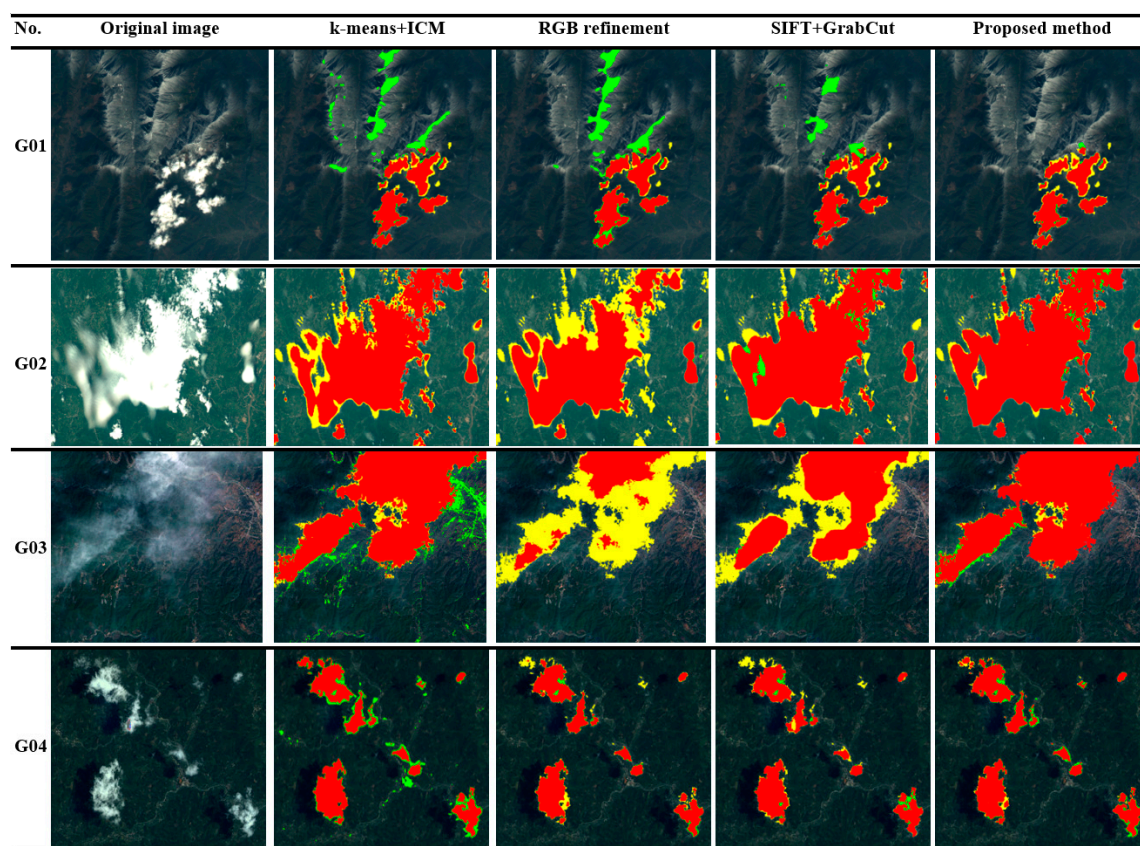 No. Original image k-means+ICM RGB refinement SIFT+GrabCut Proposed method
G01
G02
G03
G04